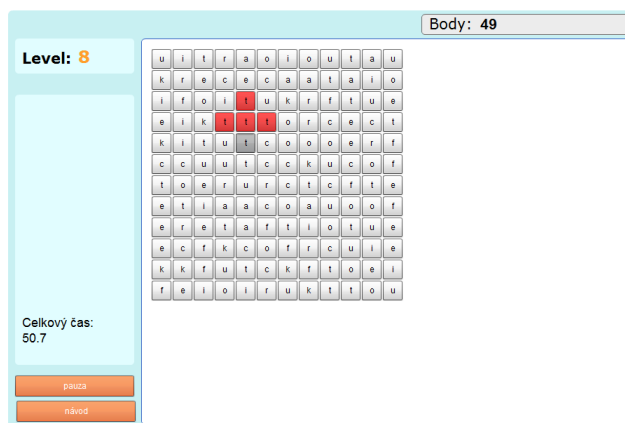 Body: 49
Level: 8
u i t r a o i o u t a u
k r e c e c a a t a i o
i f o i t u k r f t u e
e i k t t t o r c e c t
k i t u t c o o o e r f
c c u u t c c k u c o f
t o e r u r c t c f t e
e t i a a c o a u o o f
e r e t a f t i o t u e
e c f k c o f r c u i e
k k f u t c k f t o e i
f e i o i r u k t t o u
Celkový čas:
50.7
pauza
návod